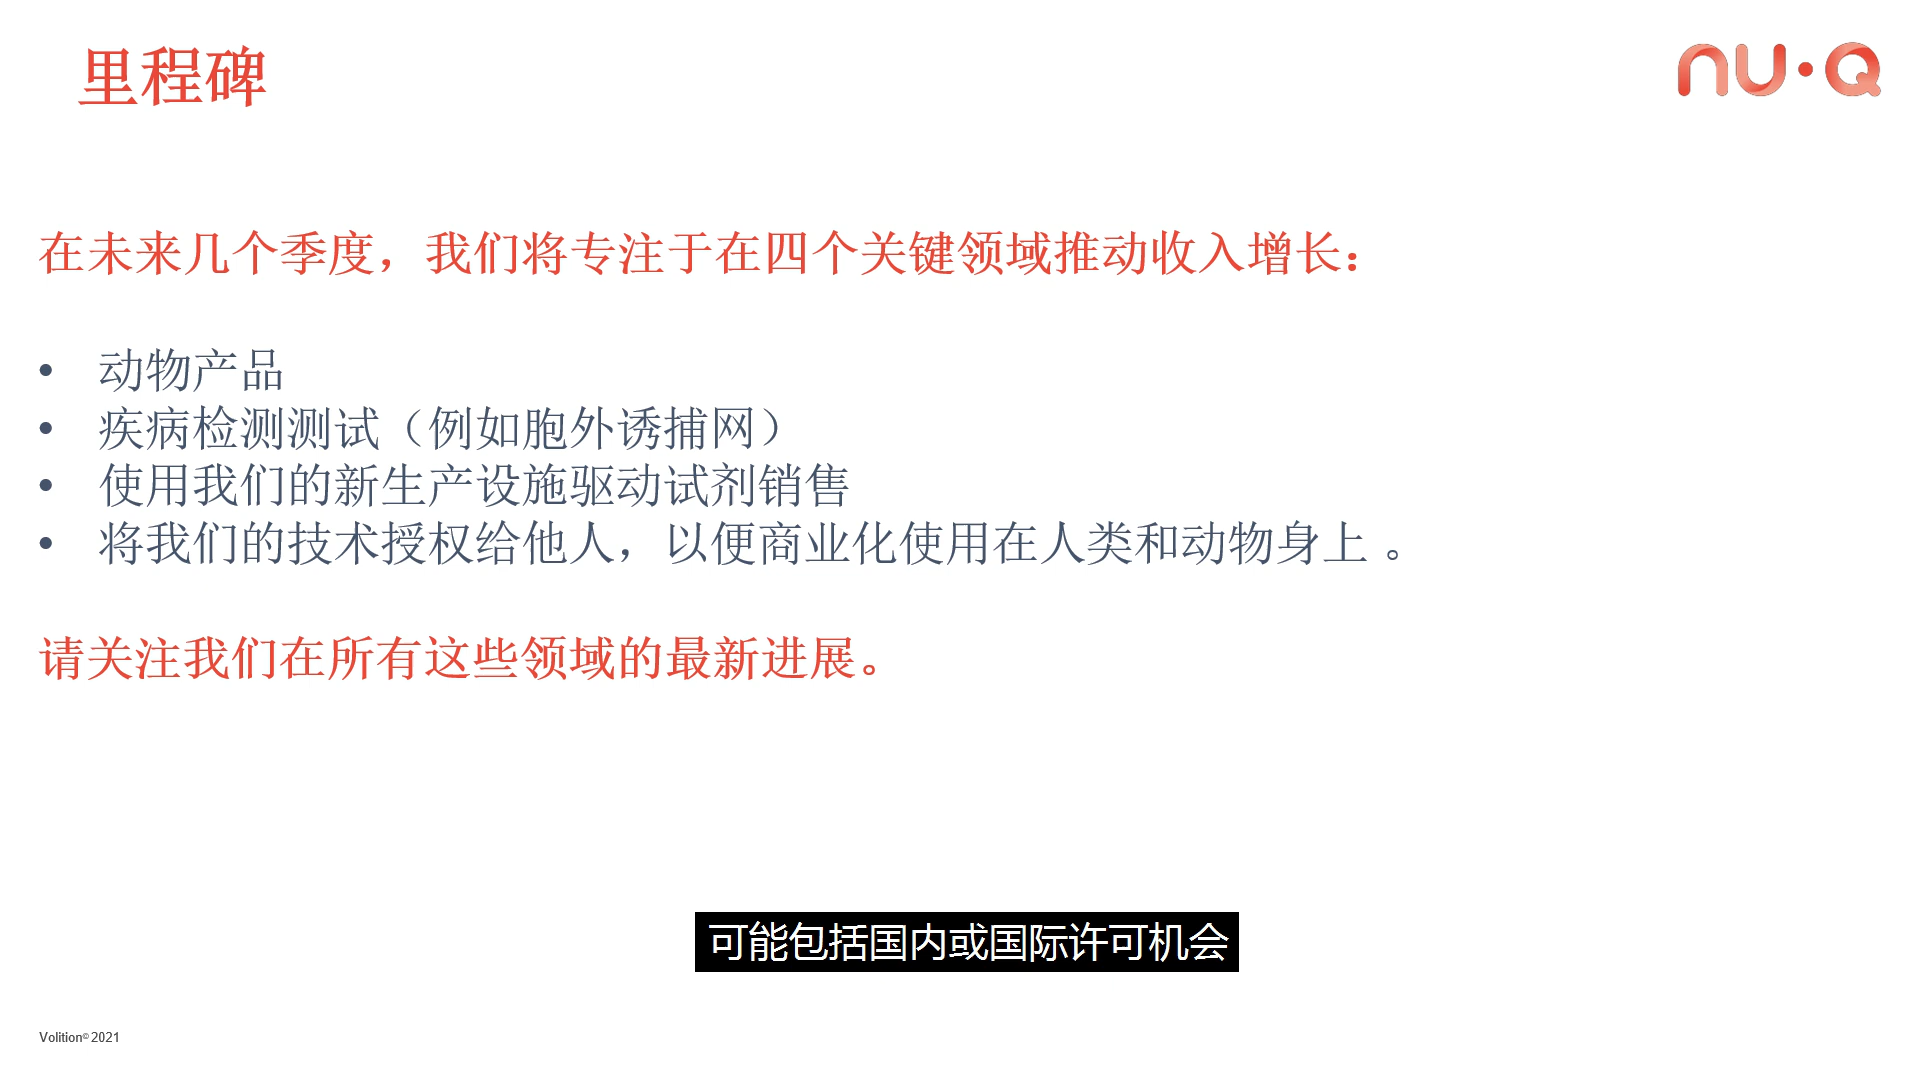 里程碑
nu·Q
在未来几个季度，我们将专注于在四个关键领域推动收入增长：
• 动物产品
• 疾病检测测试（例如胞外诱捕网）
• 使用我们的新生产设施驱动试剂销售
• 将我们的技术授权给他人，以便商业化使用在人类和动物身上 。
请关注我们在所有这些领域的最新进展。
可能包括国内或国际许可机会
Volition© 2021